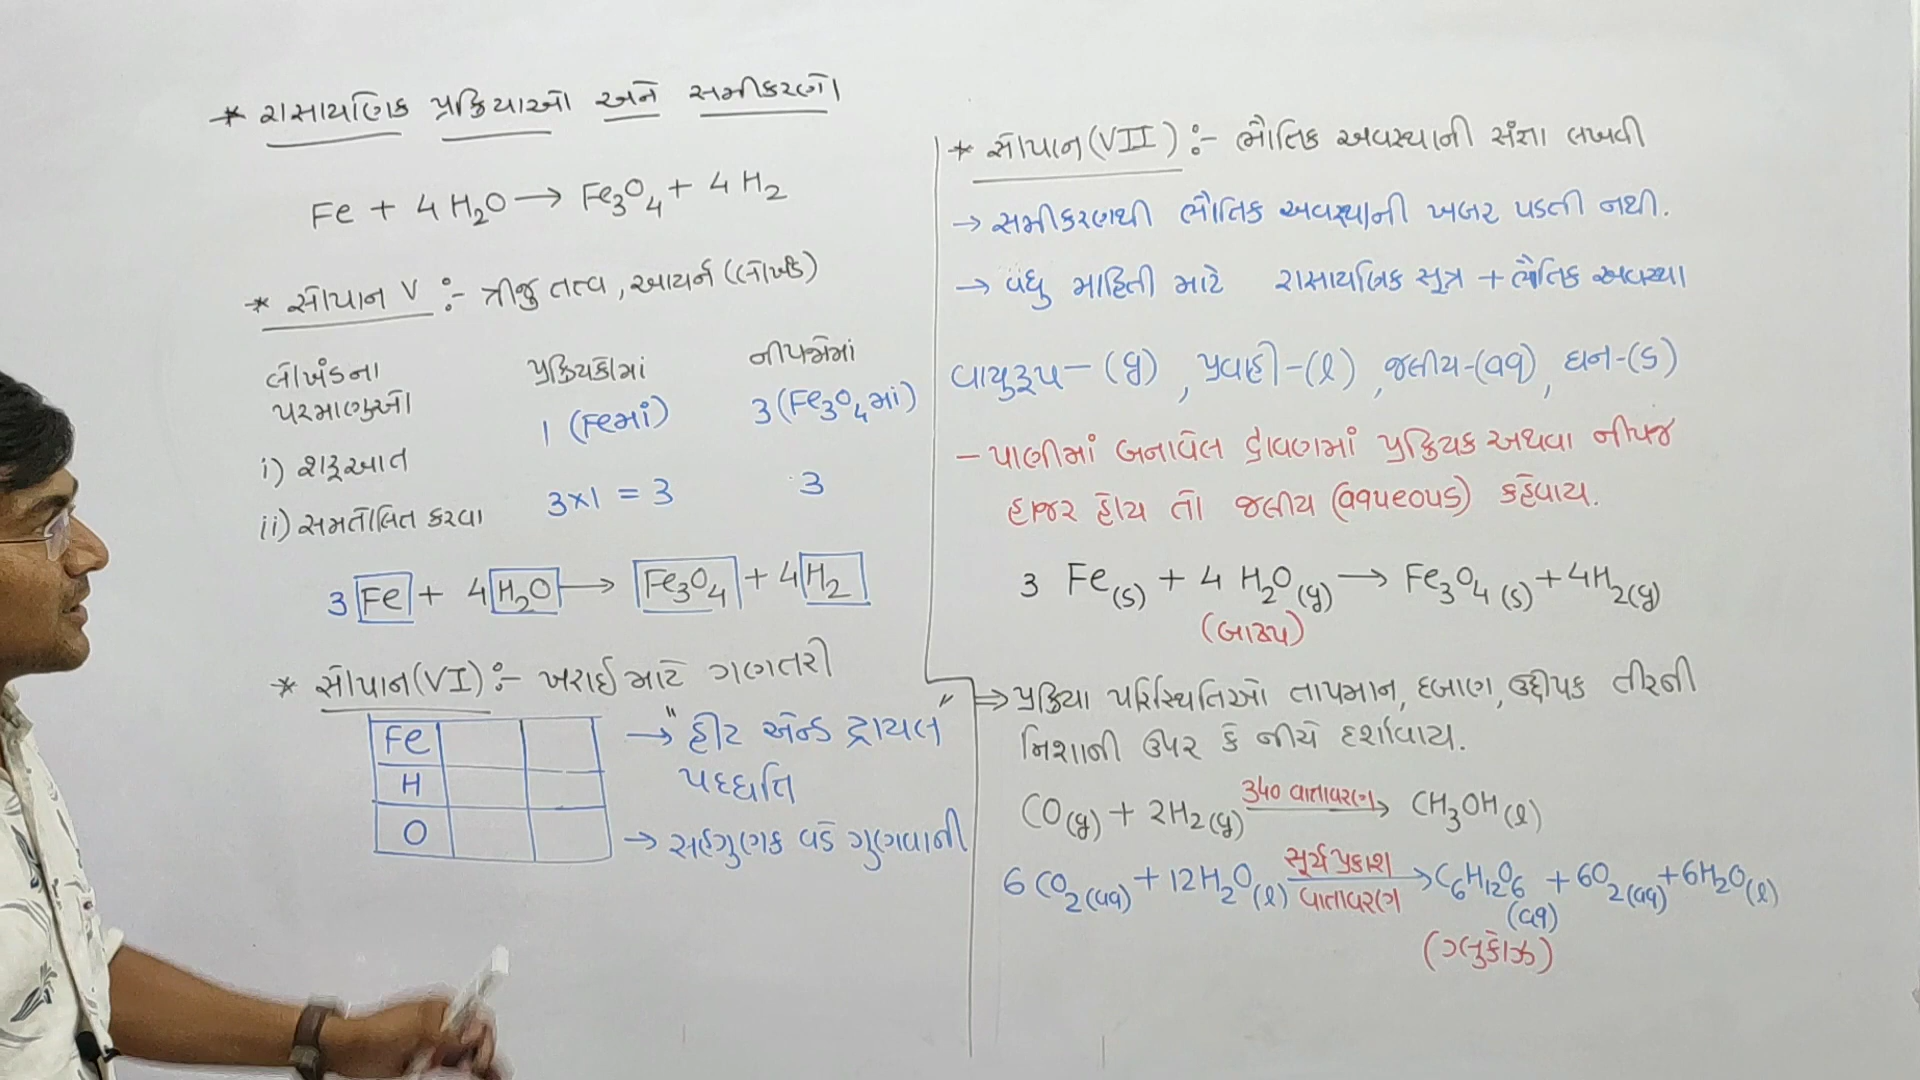 * રાસાયણિક પ્રક્રિયાઓ અને સમીકરણો
Fe + 4H₂O → Fe₃O₄ + 4H₂
* સોપાન V :- ત્રીજુ તત્વ, આયર્ન (લોખંડ)
લોખંડના પરમાણુઓ
પ્રક્રિયકોમાં
નીપજોમાં
i) શરૂઆત
1 (Feમાં)
3 (Fe₃O₄માં)
ii) સમતોલિત કરવા
3×1 = 3
3
3 Fe + 4 H₂O → Fe₃O₄ + 4 H₂
* સોપાન (VI) :- ખરાઈ માટે ગણતરી
Fe
H
O
→ "હીટ એન્ડ ટ્રાયલ"
પદ્ધતિ
→ સહગુણક વડે ગુણવાની
* સોપાન (VII) :- ભૌતિક અવસ્થાની સંજ્ઞા લખવી
→ સમીકરણથી ભૌતિક અવસ્થાની ખબર પડતી નથી.
→ વધુ માહિતી માટે રાસાયણિક સૂત્ર + ભૌતિક અવસ્થા
વાયુરૂપ - (g), પ્રવાહી - (l), જલીય - (aq), ઘન - (s)
- પાણીમાં બનાવેલ દ્રાવણમાં પ્રક્રિયક અથવા નીપજ
હાજર હોય તો જલીય (aqueous) કહેવાય.
3 Fe(s) + 4 H₂O(g) → Fe₃O₄(s) + 4H₂(g)
(બાષ્પ)
⇒ પ્રક્રિયા પરિસ્થિતિઓ તાપમાન, દબાણ, ઉદ્દીપક તીરની
નિશાની ઉપર કે નીચે દર્શાવાય.
340 વાતાવરણ
CO(g) + 2H₂(g) → CH₃OH(l)
સૂર્યપ્રકાશ
6CO₂(aq) + 12H₂O(l) → C₆H₁₂O₆(aq) + 6O₂(aq) + 6H₂O(l)
વાતાવરણ
(ગ્લુકોઝ)